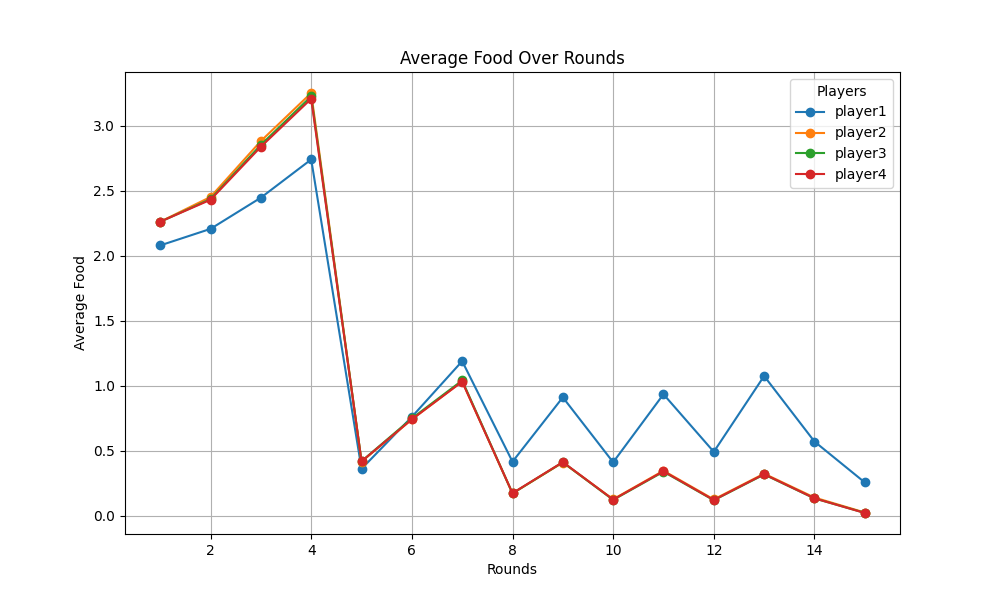 Average Food Over Rounds
Players
player1
player2
player3
player4
Average Food
3.0
2.5
2.0
1.5
1.0
0.5
0.0
2 4 6 8 10 12 14
Rounds